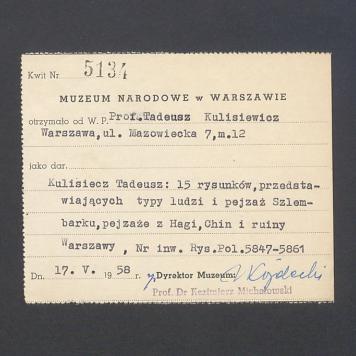 Kwit Nr 5134
MUZEUM NARODOWE w WARSZAWIE
otrzymało od W. P. Prof. Tadeusz Kulisiewicz
Warszawa, ul. Mazowiecka 7, m.12
jako dar
Kulisiecz Tadeusz: 15 rysunków, przedsta-
wiających typy ludzi i pejzaż Szlem-
barku, pejzaże z Hagi, Chin i ruiny
Warszawy , Nr inw. Rys.Pol.5847-5861
Dn. 17. V. 19 58 r. Dyrektor Muzeum:
Prof. Dr Kazimierz Michałowski